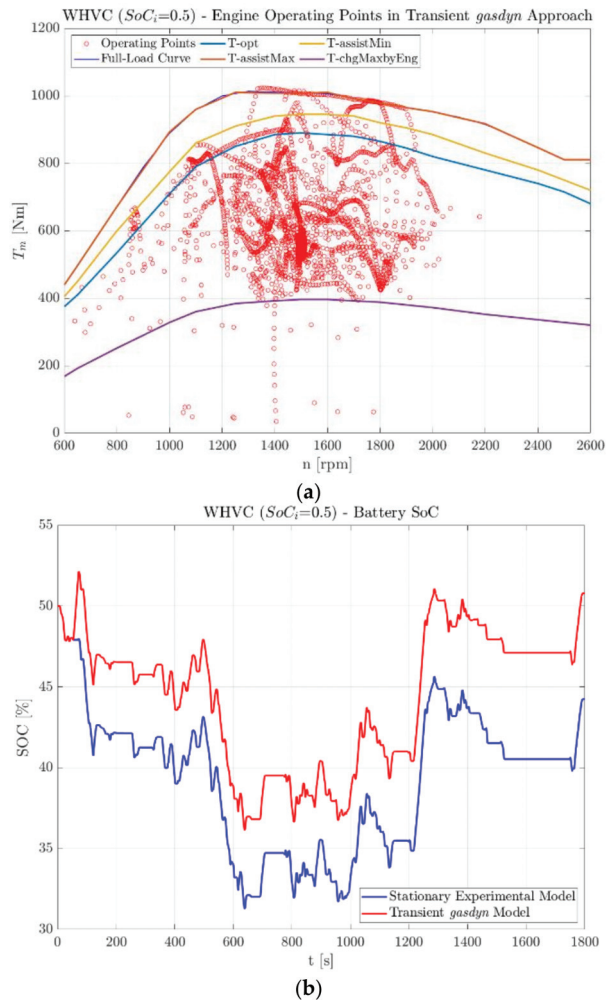 WHVC (SoCi=0.5) - Engine Operating Points in Transient gasdyn Approach
Operating Points T-opt T-assistMin
Full-Load Curve T-assistMax T-chgMaxbyEng
1200
1000
800
600
400
200
0
Tm [Nm]
600 800 1000 1200 1400 1600 1800 2000 2200 2400 2600
n [rpm]
(a)
WHVC (SoCi=0.5) - Battery SoC
55
50
45
40
35
30
SOC [%]
Stationary Experimental Model
Transient gasdyn Model
0 200 400 600 800 1000 1200 1400 1600 1800
t [s]
(b)